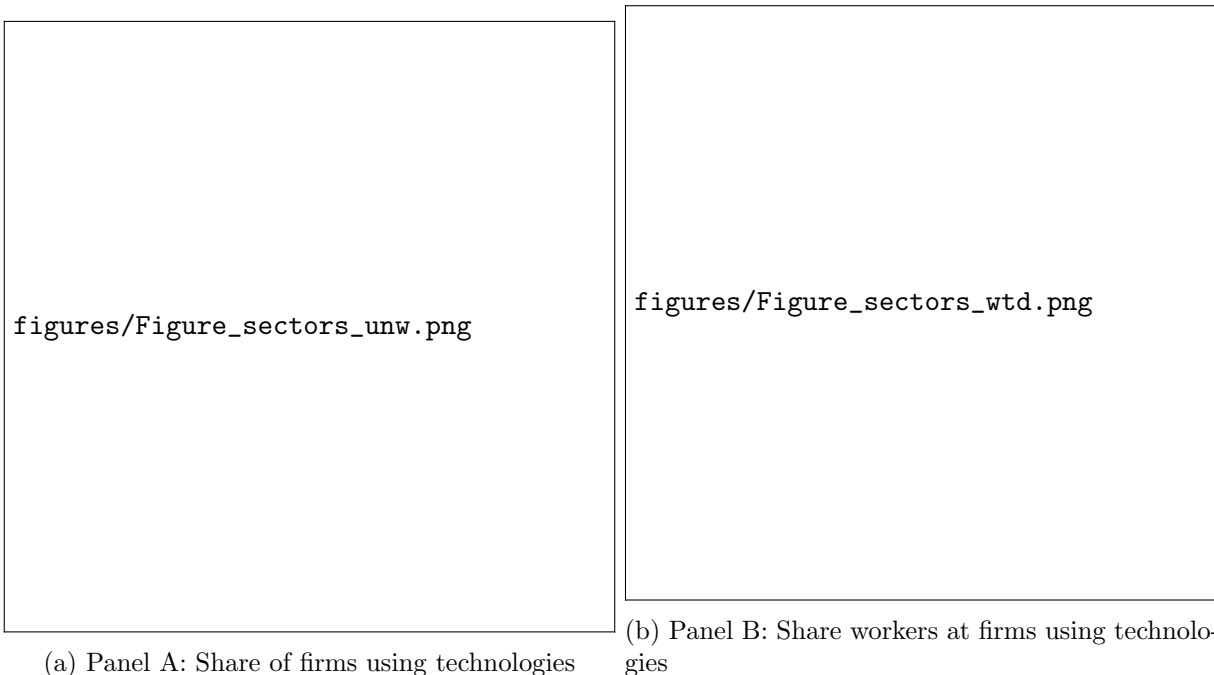 figures/Figure_sectors_unw.png
(a) Panel A: Share of firms using technologies
figures/Figure_sectors_wtd.png
(b) Panel B: Share workers at firms using technolo-
gies